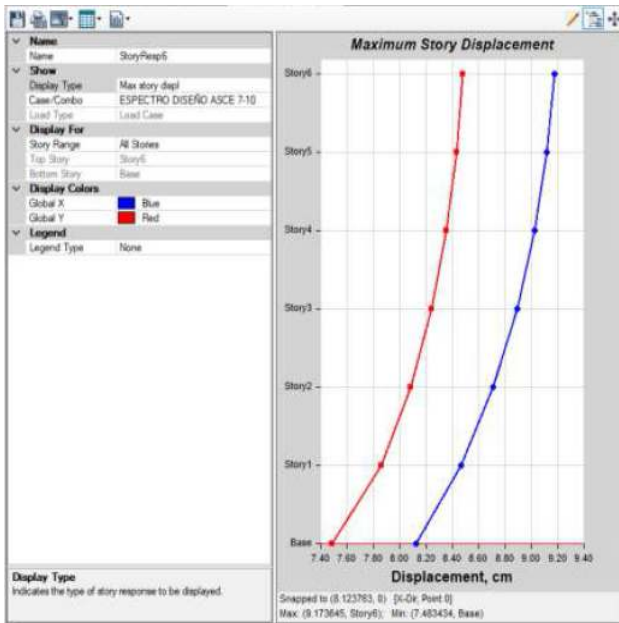 Name
Name StoryResp6
Show
Display Type Max story displ
Case/Combo ESPECTRO DISEÑO ASCE 7-10
Load Type Load Case
Display For
Story Range All Stories
Top Story Story6
Bottom Story Base
Display Colors
Global X Blue
Global Y Red
Legend
Legend Type None
Display Type
Indicates the type of story response to be displayed.
Maximum Story Displacement
Story6
Story5
Story4
Story3
Story2
Story1
Base
7.40 7.60 7.80 8.00 8.20 8.40 8.60 8.80 9.00 9.20 9.40
Displacement, cm
Snapped to (8.123763, 0) [X-Dir, Point 0]
Max: (9.173645, Story6); Min: (7.483434, Base)